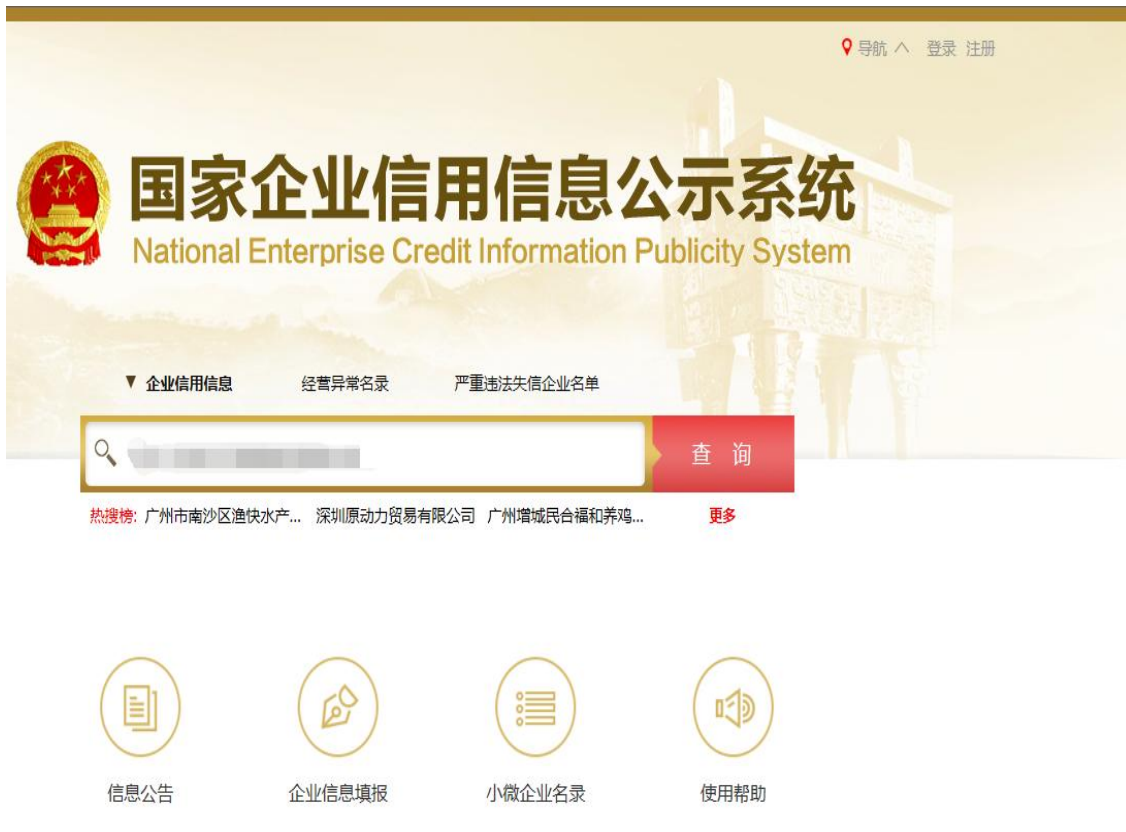 导航 登录 注册
国家企业信用信息公示系统
National Enterprise Credit Information Publicity System
▼ 企业信用信息 经营异常名录 严重违法失信企业名单
查 询
热搜榜: 广州市南沙区渔快水产... 深圳原动力贸易有限公司 广州增城民合福和养鸡... 更多
信息公告 企业信息填报 小微企业名录 使用帮助